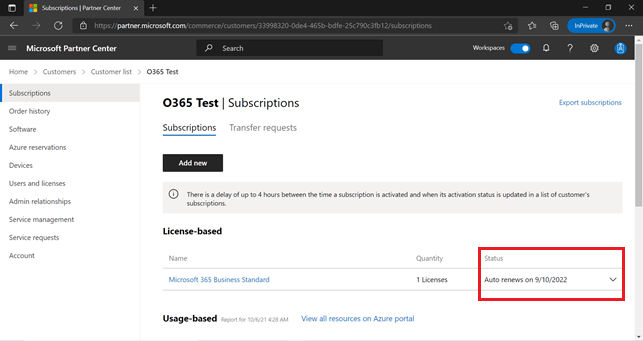 Subscriptions | Partner Center
https://partner.microsoft.com/commerce/customers/33998320-0de4-465b-bdfe-25c790c3fb12/subscriptions
InPrivate
Microsoft Partner Center
Search
Workspaces
Home > Customers > Customer list > O365 Test
Subscriptions
Order history
Software
Azure reservations
Devices
Users and licenses
Admin relationships
Service management
Service requests
Account
O365 Test | Subscriptions
Export subscriptions
Subscriptions Transfer requests
Add new
There is a delay of up to 4 hours between the time a subscription is activated and when its activation status is updated in a list of customer's
subscriptions.
License-based
Name Quantity Status
Microsoft 365 Business Standard 1 Licenses Auto renews on 9/10/2022
Usage-based Report for 10/6/21 4:28 AM View all resources on Azure portal